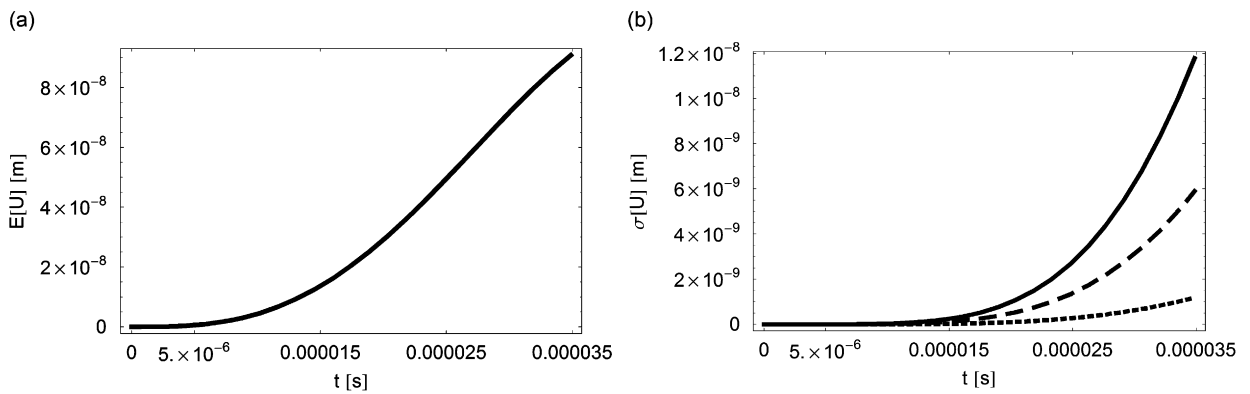 (a)
E[U] [m]
8×10⁻⁸
6×10⁻⁸
4×10⁻⁸
2×10⁻⁸
0
0 5.×10⁻⁶ 0.000015 0.000025 0.000035
t [s]
(b)
σ[U] [m]
1.2×10⁻⁸
1×10⁻⁸
8×10⁻⁹
6×10⁻⁹
4×10⁻⁹
2×10⁻⁹
0
0 5.×10⁻⁶ 0.000015 0.000025 0.000035
t [s]